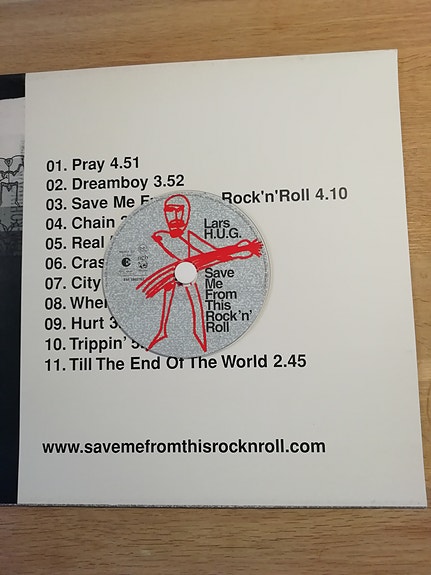 01. Pray 4.51
02. Dreamboy 3.52
03. Save Me Rock'n'Roll 4.10
04. Chain
05. Real
06. Cras
07. City
08. Whe
09. Hurt 3
10. Trippin'
11. Till The End Of The World 2.45
Lars
H.U.G.
Save
Me
From
This
Rock'n'
Roll
www.savemefromthisrocknroll.com